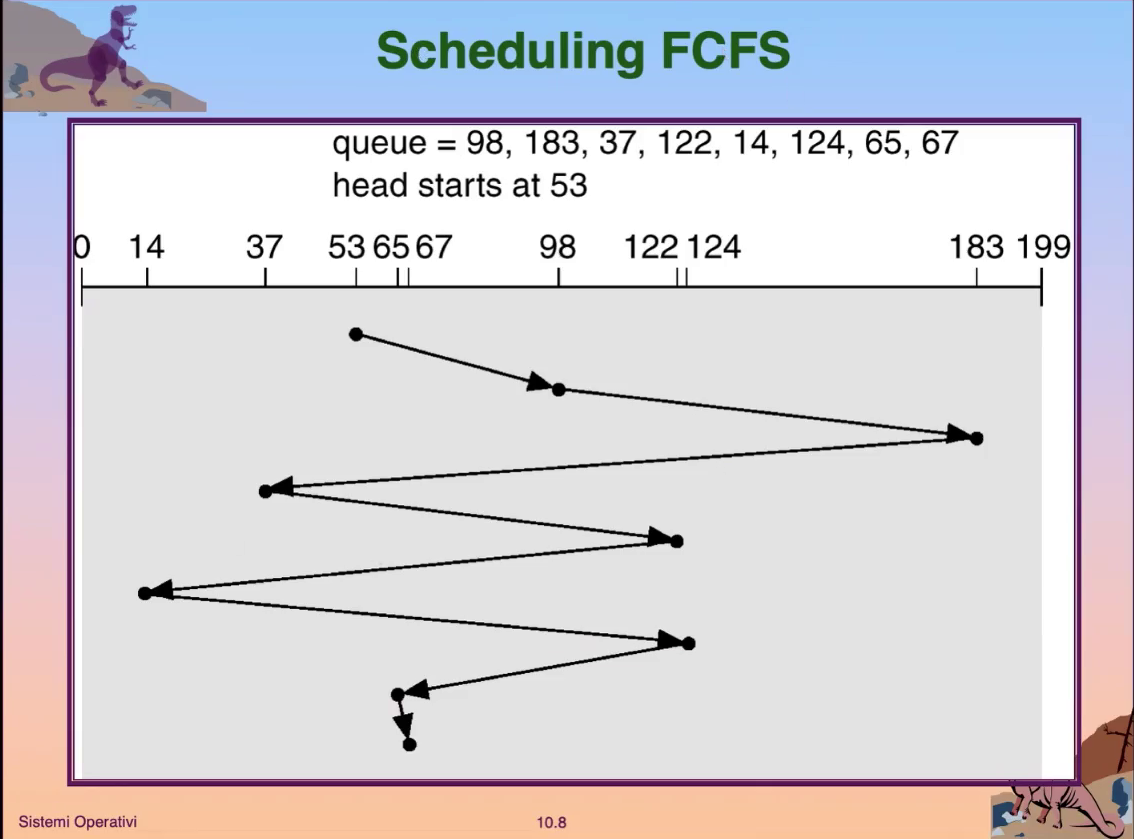 Scheduling FCFS
queue = 98, 183, 37, 122, 14, 124, 65, 67
head starts at 53
0 14 37 53 65 67 98 122 124 183 199
Sistemi Operativi 10.8